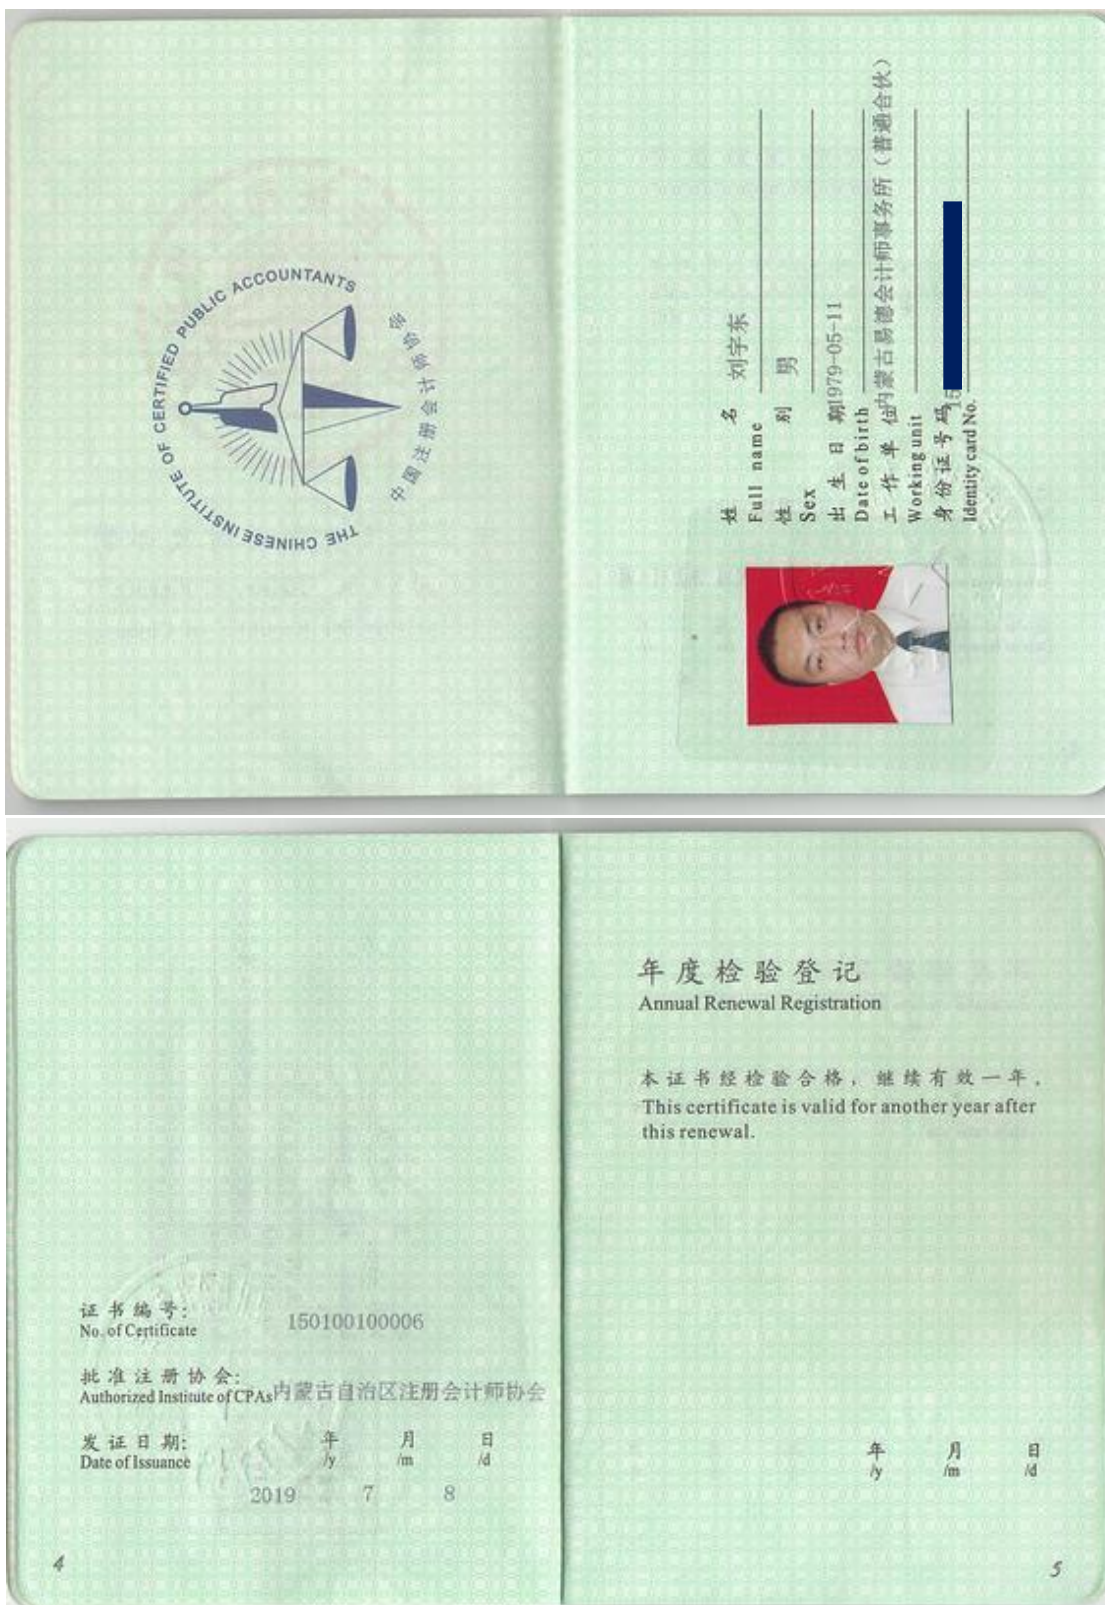 THE CHINESE INSTITUTE OF CERTIFIED PUBLIC ACCOUNTANTS
中国注册会计师协会
姓 名 刘宇东
Full name
性 别 男
Sex
出生日期 1979-05-11
Date of birth
工作单位 内蒙古易德会计师事务所（普通合伙）
Working unit
身份证号码 15
Identity card No.
证书编号: 150100100006
No. of Certificate
批准注册协会: 内蒙古自治区注册会计师协会
Authorized Institute of CPAs
发证日期: 年 月 日
Date of Issuance /y /m /d
2019 7 8
4
年度检验登记
Annual Renewal Registration
本证书经检验合格，继续有效一年。
This certificate is valid for another year after
this renewal.
年 月 日
/y /m /d
5